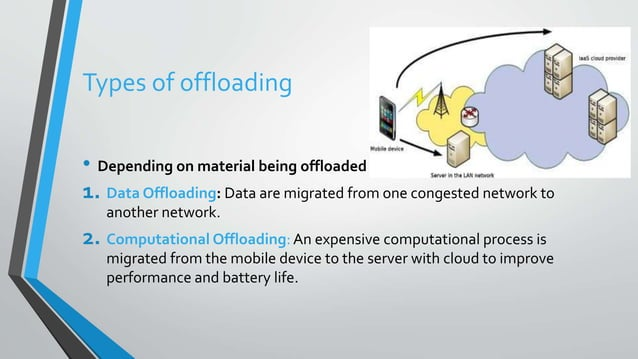 Types of offloading
IaaS cloud provider
Mobile device
Server in the LAN network
• Depending on material being offloaded
1. Data Offloading: Data are migrated from one congested network to
another network.
2. Computational Offloading: An expensive computational process is
migrated from the mobile device to the server with cloud to improve
performance and battery life.